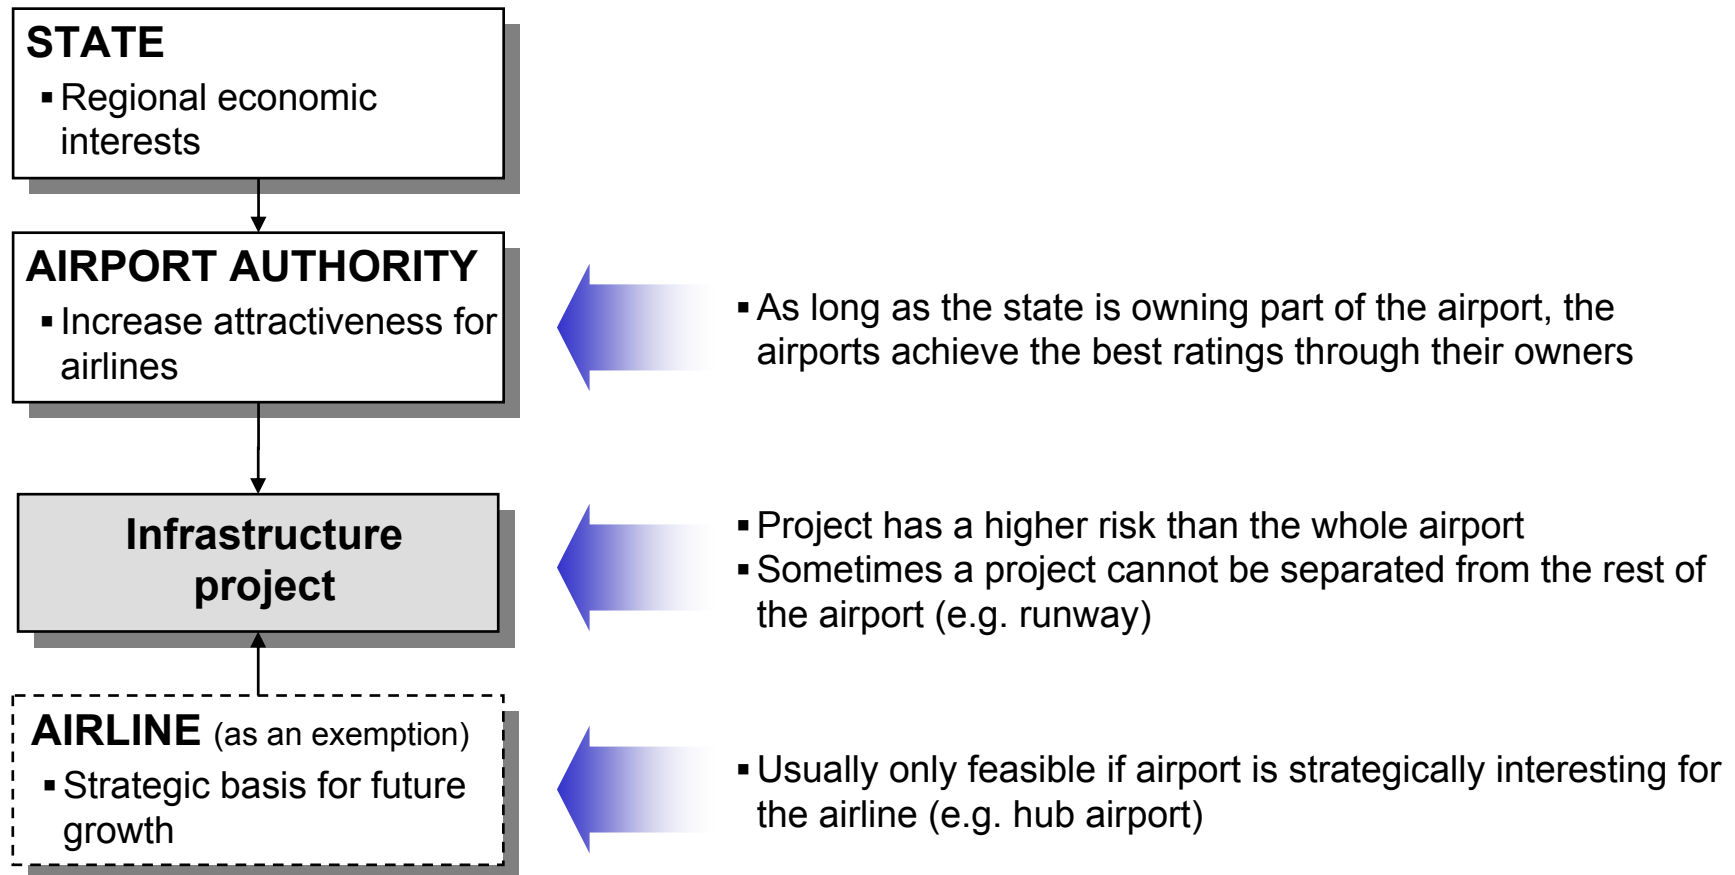 STATE
▪ Regional economic
interests
AIRPORT AUTHORITY
▪ Increase attractiveness for
airlines
▪ As long as the state is owning part of the airport, the
airports achieve the best ratings through their owners
Infrastructure
project
▪ Project has a higher risk than the whole airport
▪ Sometimes a project cannot be separated from the rest of
the airport (e.g. runway)
AIRLINE (as an exemption)
▪ Strategic basis for future
growth
▪ Usually only feasible if airport is strategically interesting for
the airline (e.g. hub airport)